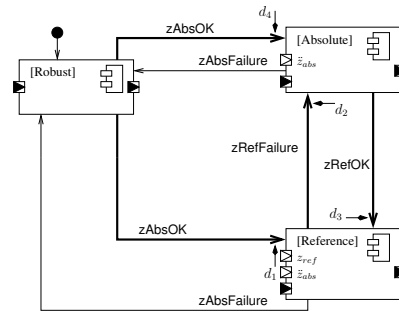 zAbsOK
d4
[Absolute]
z̈abs
zAbsFailure
[Robust]
d2
zRefFailure
zRefOK
d3
zAbsOK
[Reference]
zref
d1
z̈abs
zAbsFailure